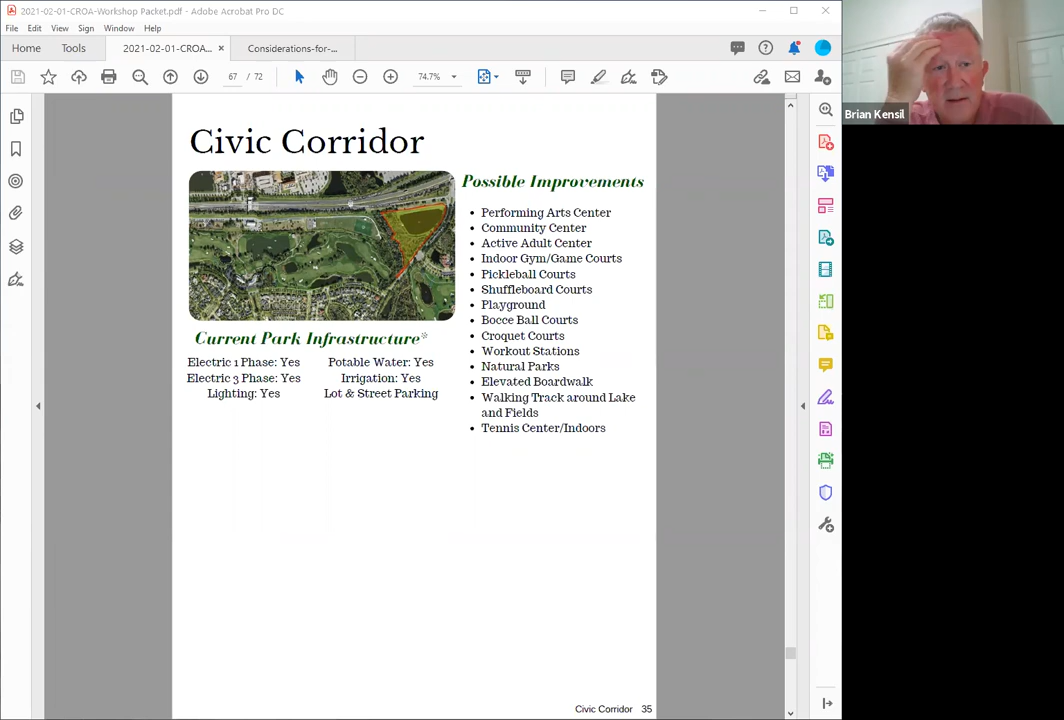 2021-02-01-CROA-Workshop Packet.pdf - Adobe Acrobat Pro DC
File Edit View Sign Window Help
Home Tools 2021-02-01-CROA... × Considerations-for-...
67 / 72 74.7%
Brian Kensil
Civic Corridor
Possible Improvements
• Performing Arts Center
• Community Center
• Active Adult Center
• Indoor Gym/Game Courts
• Pickleball Courts
• Shuffleboard Courts
• Playground
• Bocce Ball Courts
• Croquet Courts
• Workout Stations
• Natural Parks
• Elevated Boardwalk
• Walking Track around Lake
and Fields
• Tennis Center/Indoors
Current Park Infrastructure*
Electric 1 Phase: Yes Potable Water: Yes
Electric 3 Phase: Yes Irrigation: Yes
Lighting: Yes Lot & Street Parking
Civic Corridor 35